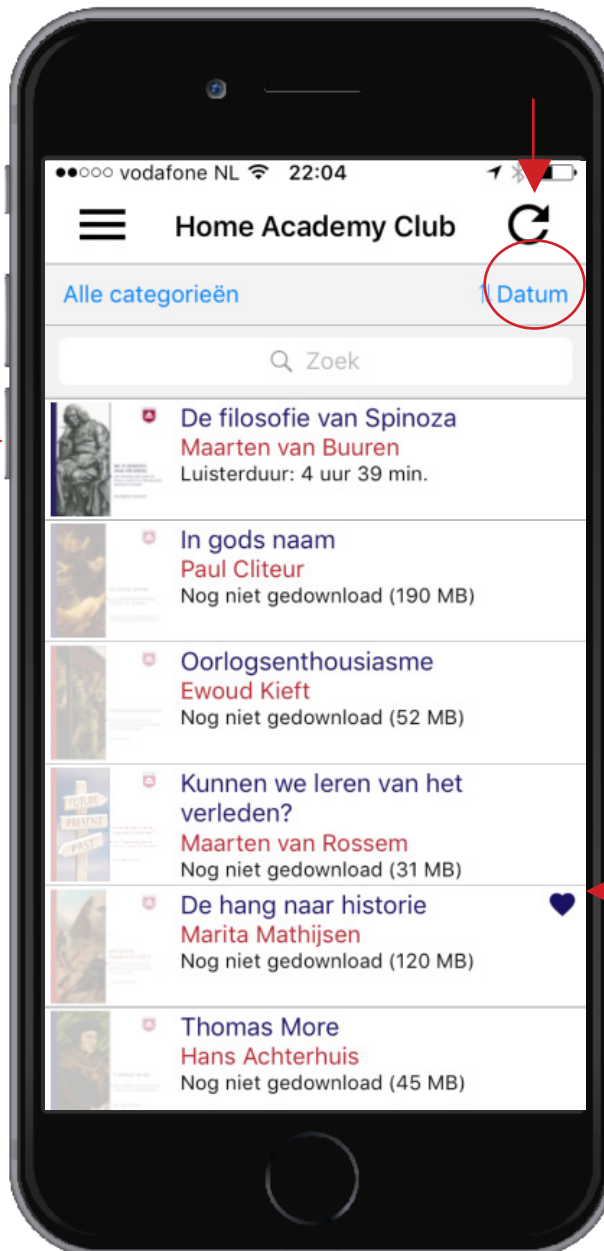 vodafone NL 22:04
Home Academy Club
Alle categorieën
Datum
Zoek
De filosofie van Spinoza
Maarten van Buuren
Luisterduur: 4 uur 39 min.
In gods naam
Paul Cliteur
Nog niet gedownload (190 MB)
Oorlogsenthousiasme
Ewoud Kieft
Nog niet gedownload (52 MB)
FUTURE
PRESENT
PAST
Kunnen we leren van het
verleden?
Maarten van Rossem
Nog niet gedownload (31 MB)
De hang naar historie
Marita Mathijsen
Nog niet gedownload (120 MB)
Thomas More
Hans Achterhuis
Nog niet gedownload (45 MB)